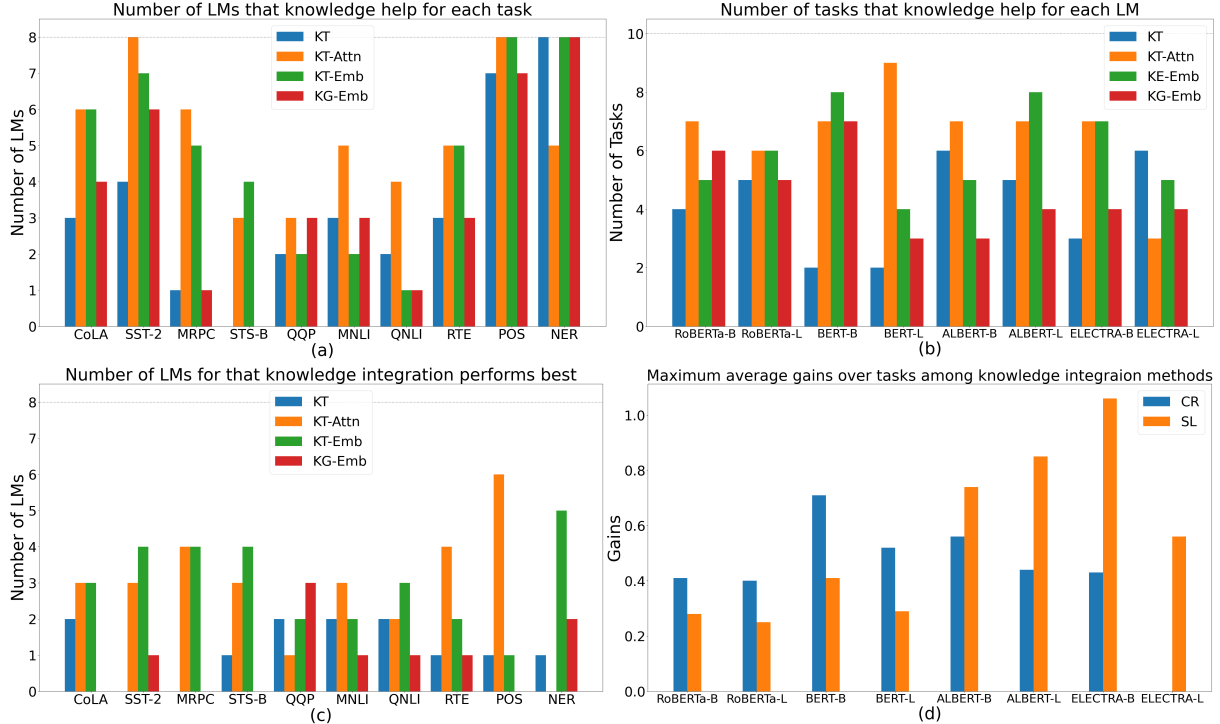 Number of LMs that knowledge help for each task
Number of LMs
8
7
6
5
4
3
2
1
0
KT
KT-Attn
KT-Emb
KG-Emb
CoLA SST-2 MRPC STS-B QQP MNLI QNLI RTE POS NER
(a)
Number of tasks that knowledge help for each LM
Number of Tasks
10
8
6
4
2
0
KT
KT-Attn
KE-Emb
KG-Emb
RoBERTa-B RoBERTa-L BERT-B BERT-L ALBERT-B ALBERT-L ELECTRA-B ELECTRA-L
(b)
Number of LMs for that knowledge integration performs best
Number of LMs
8
7
6
5
4
3
2
1
0
KT
KT-Attn
KT-Emb
KG-Emb
CoLA SST-2 MRPC STS-B QQP MNLI QNLI RTE POS NER
(c)
Maximum average gains over tasks among knowledge integraion methods
Gains
1.0
0.8
0.6
0.4
0.2
0.0
CR
SL
RoBERTa-B RoBERTa-L BERT-B BERT-L ALBERT-B ALBERT-L ELECTRA-B ELECTRA-L
(d)